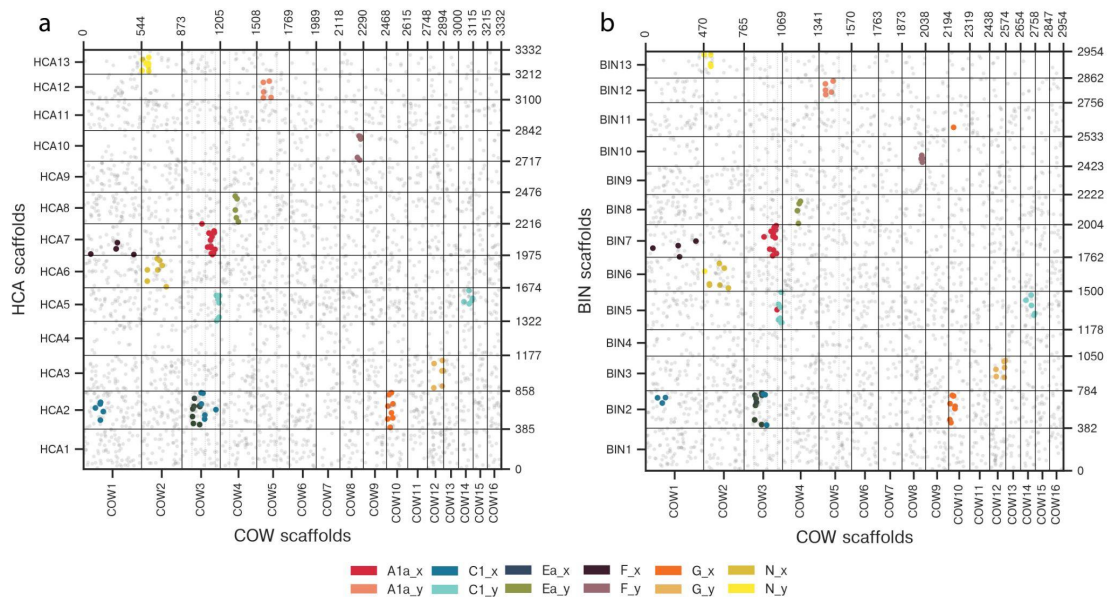 a
0 544 873 1205 1508 1769 1989 2118 2290 2468 2615 2748 2894 3000 3115 3215 3332
HCA13
HCA12
HCA11
HCA10
HCA9
HCA8
HCA7
HCA6
HCA5
HCA4
HCA3
HCA2
HCA1
HCA scaffolds
3332
3212
3100
2842
2717
2476
2216
1975
1674
1322
1177
858
385
0
COW1 COW2 COW3 COW4 COW5 COW6 COW7 COW8 COW9 COW10 COW11 COW12 COW13 COW14 COW15 COW16
COW scaffolds
b
0 470 765 1069 1341 1570 1763 1873 2038 2194 2319 2438 2574 2654 2758 2847 2954
BIN13
BIN12
BIN11
BIN10
BIN9
BIN8
BIN7
BIN6
BIN5
BIN4
BIN3
BIN2
BIN1
BIN scaffolds
2954
2862
2756
2533
2423
2222
2004
1762
1500
1178
1050
784
382
0
COW1 COW2 COW3 COW4 COW5 COW6 COW7 COW8 COW9 COW10 COW11 COW12 COW13 COW14 COW15 COW16
COW scaffolds
A1a_x C1_x Ea_x F_x G_x N_x
A1a_y C1_y Ea_y F_y G_y N_y